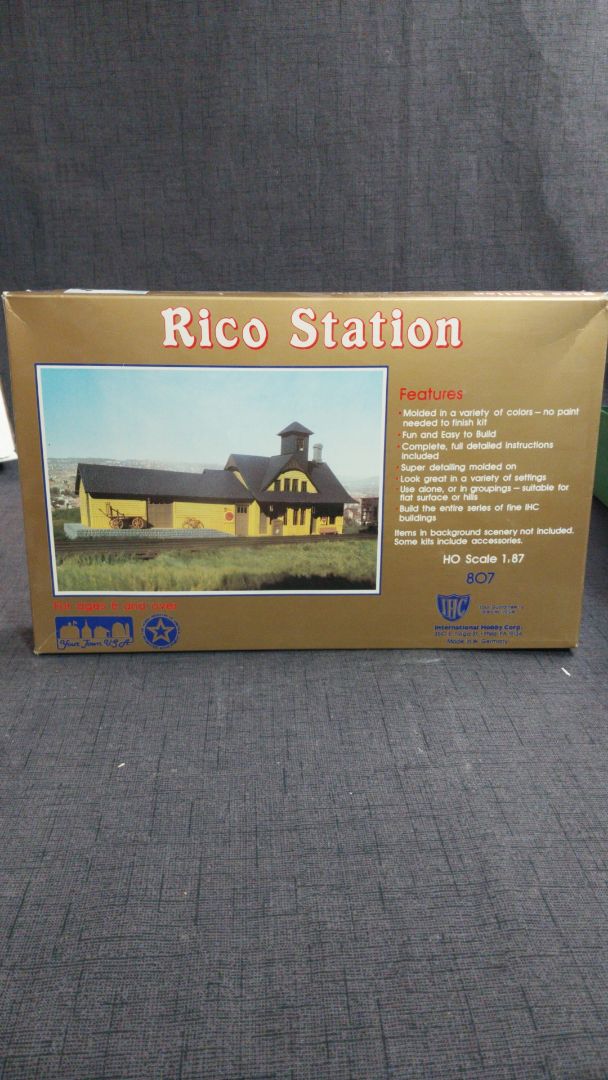 Rico Station
Features
• Molded in a variety of colors – no paint
needed to finish kit
• Fun and Easy to Build
• Complete, full detailed instructions
included
• Super detailing molded on
• Look great in a variety of settings
• Use alone, or in groupings – suitable for
flat surface or hills
• Build the entire series of fine IHC
buildings
Items in background scenery not included.
Some kits include accessories.
HO Scale 1:87
807
For ages 8 and over
Your Town U.S.A.
IHC
International Hobby Corp.
Made in W. Germany